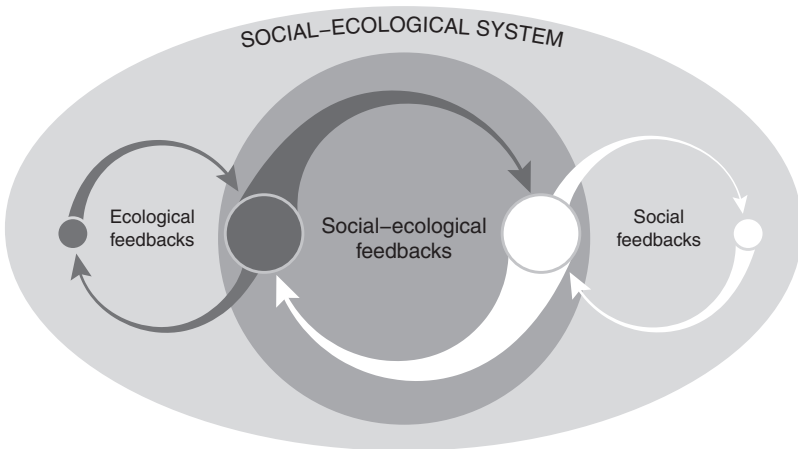 SOCIAL–ECOLOGICAL SYSTEM
Ecological
feedbacks
Social–ecological
feedbacks
Social
feedbacks